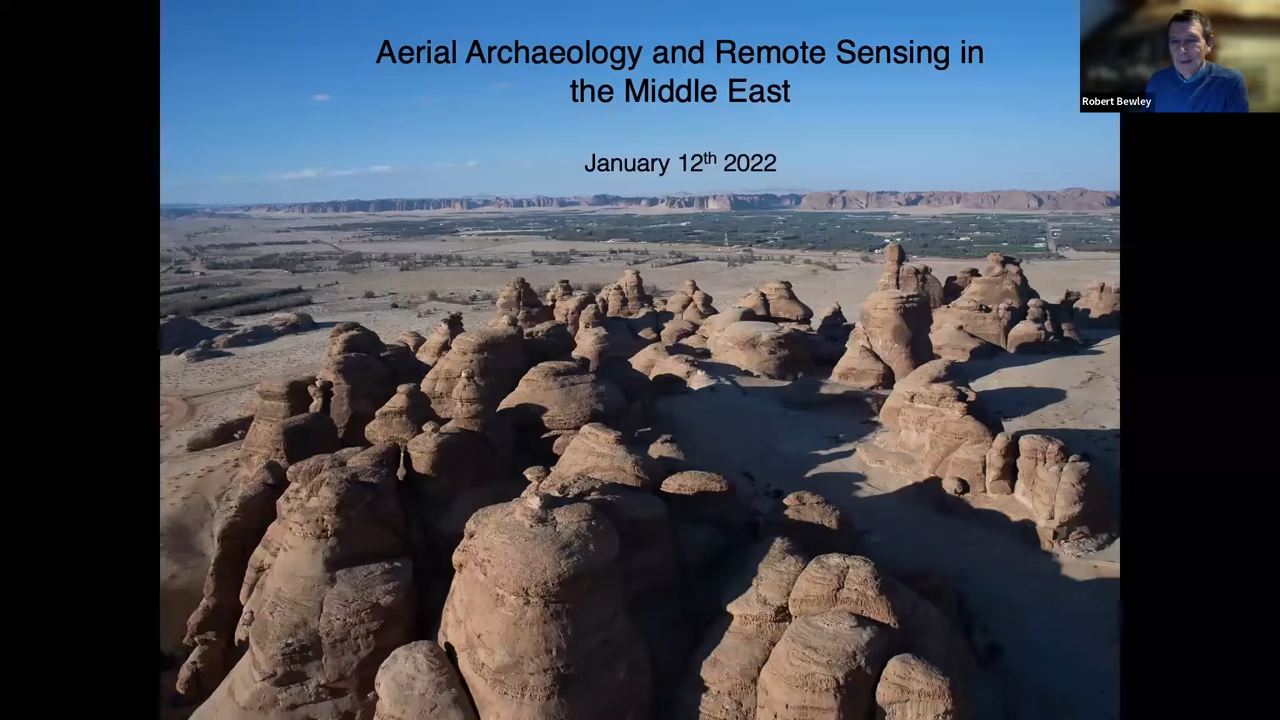 Aerial Archaeology and Remote Sensing in
the Middle East
January 12th 2022
Robert Bewley